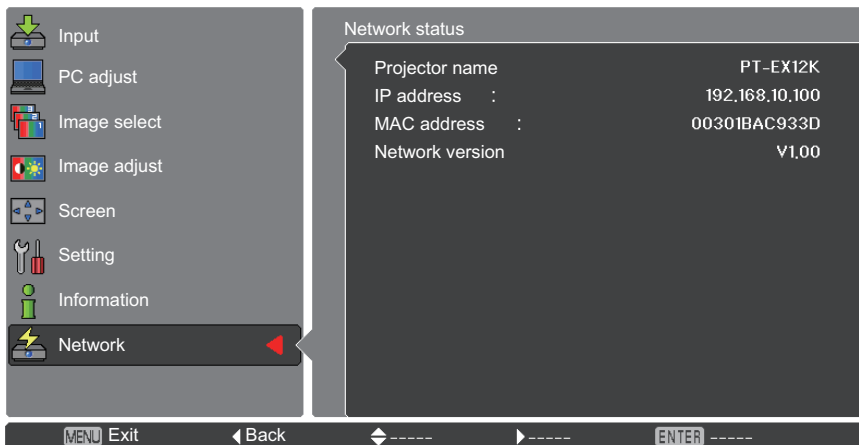 Input
PC adjust
Image select
Image adjust
Screen
Setting
Information
Network
Network status
Projector name PT-EX12K
IP address : 192.168.10.100
MAC address : 00301BAC933D
Network version V1.00
MENU Exit Back ----- ----- ENTER -----